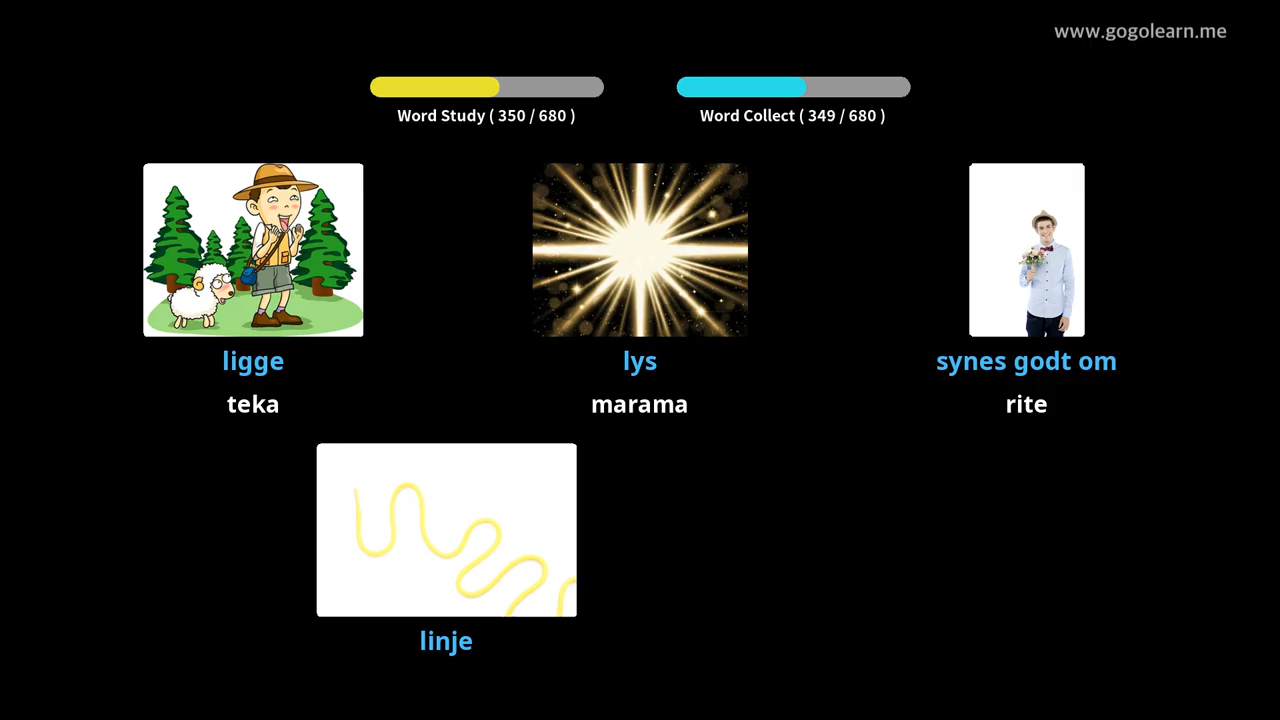 www.gogolearn.me
Word Study ( 350 / 680 )
Word Collect ( 349 / 680 )
ligge
lys
synes godt om
teka
marama
rite
linje